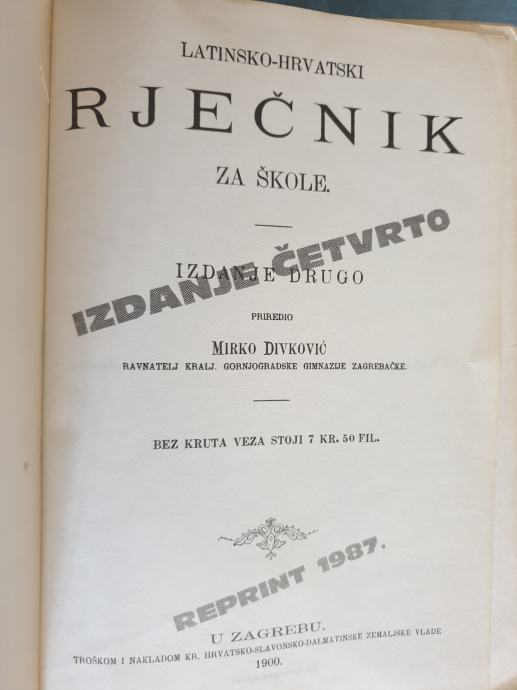 LATINSKO-HRVATSKI
RJEČNIK
ZA ŠKOLE.
IZDANJE ČETVRTO
IZDANJE DRUGO
PRIREDIO
MIRKO DIVKOVIĆ
RAVNATELJ KRALJ. GORNJOGRADSKE GIMNAZIJE ZAGREBAČKE.
BEZ KRUTA VEZA STOJI 7 KR. 50 FIL.
REPRINT 1987.
U ZAGREBU.
TROŠKOM I NAKLADOM KR. HRVATSKO-SLAVONSKO-DALMATINSKE ZEMALJSKE VLADE
1900.